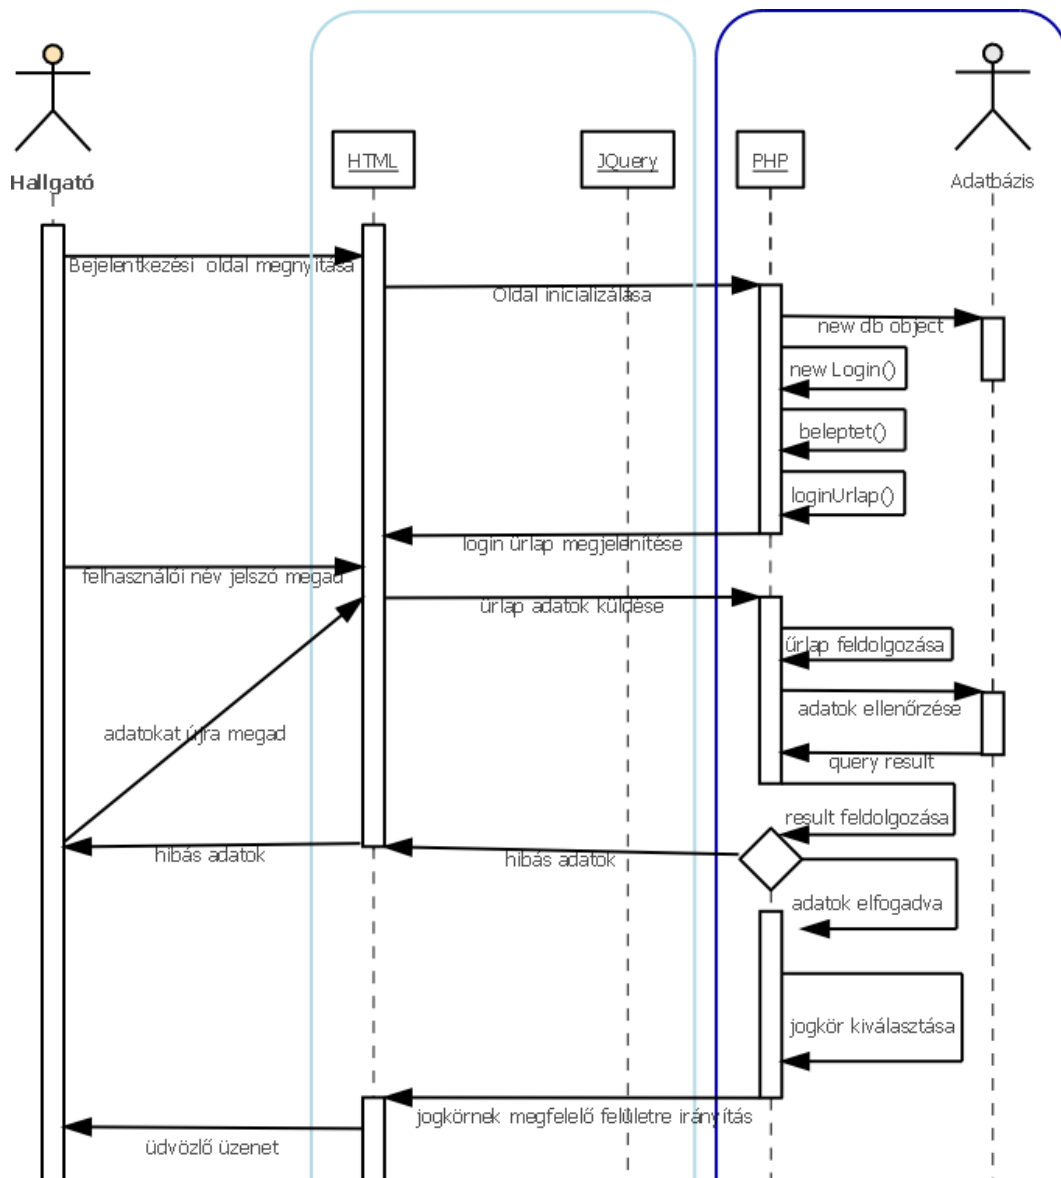 HTML
JQuery
PHP
Hallgató
Adatbázis
Bejelentkezési oldal megnyitása
Oldal inicializálása
new db object
new Login()
beleptet()
loginUrlap()
login űrlap megjelenítése
felhasználói név jelszó megad
űrlap adatok küldése
űrlap feldolgozása
adatok ellenőrzése
adatokat újra megad
query result
result feldolgozása
hibás adatok
hibás adatok
adatok elfogadva
jogkör kiválasztása
jogkörnek megfelelő felületre irányítás
üdvözlő üzenet